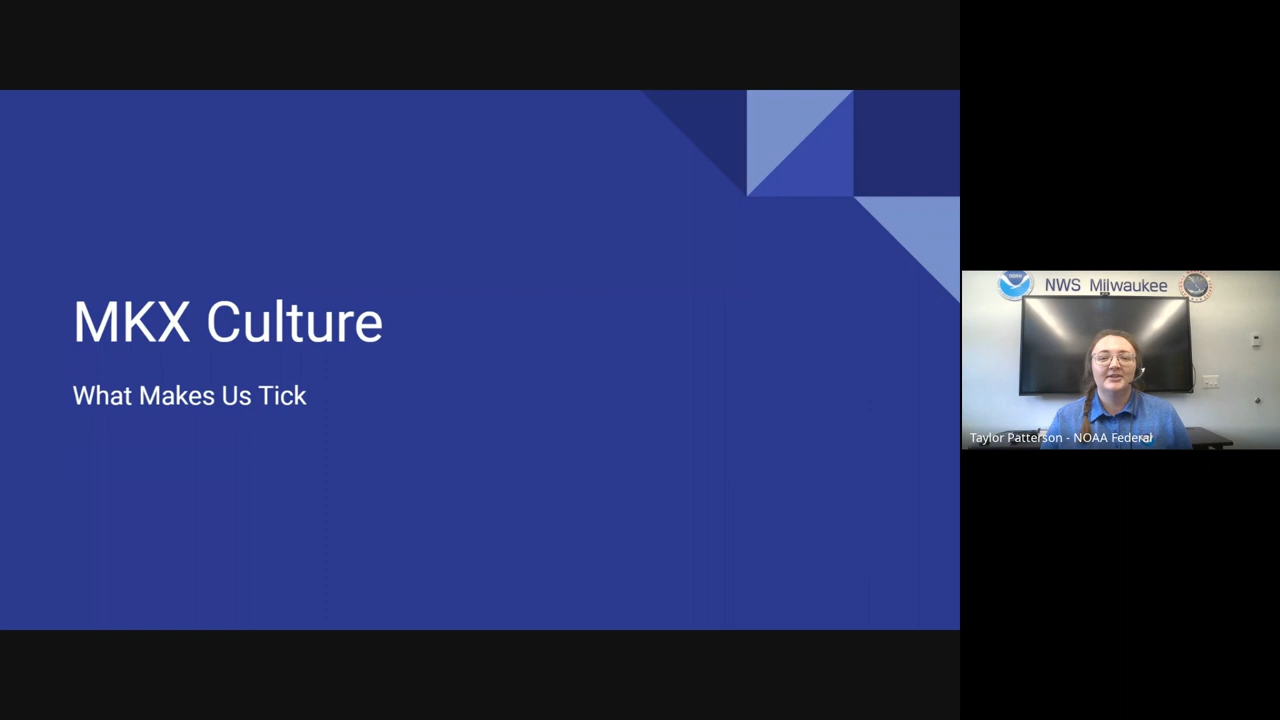 MKX Culture
What Makes Us Tick
NWS Milwaukee
Taylor Patterson - NOAA Federal